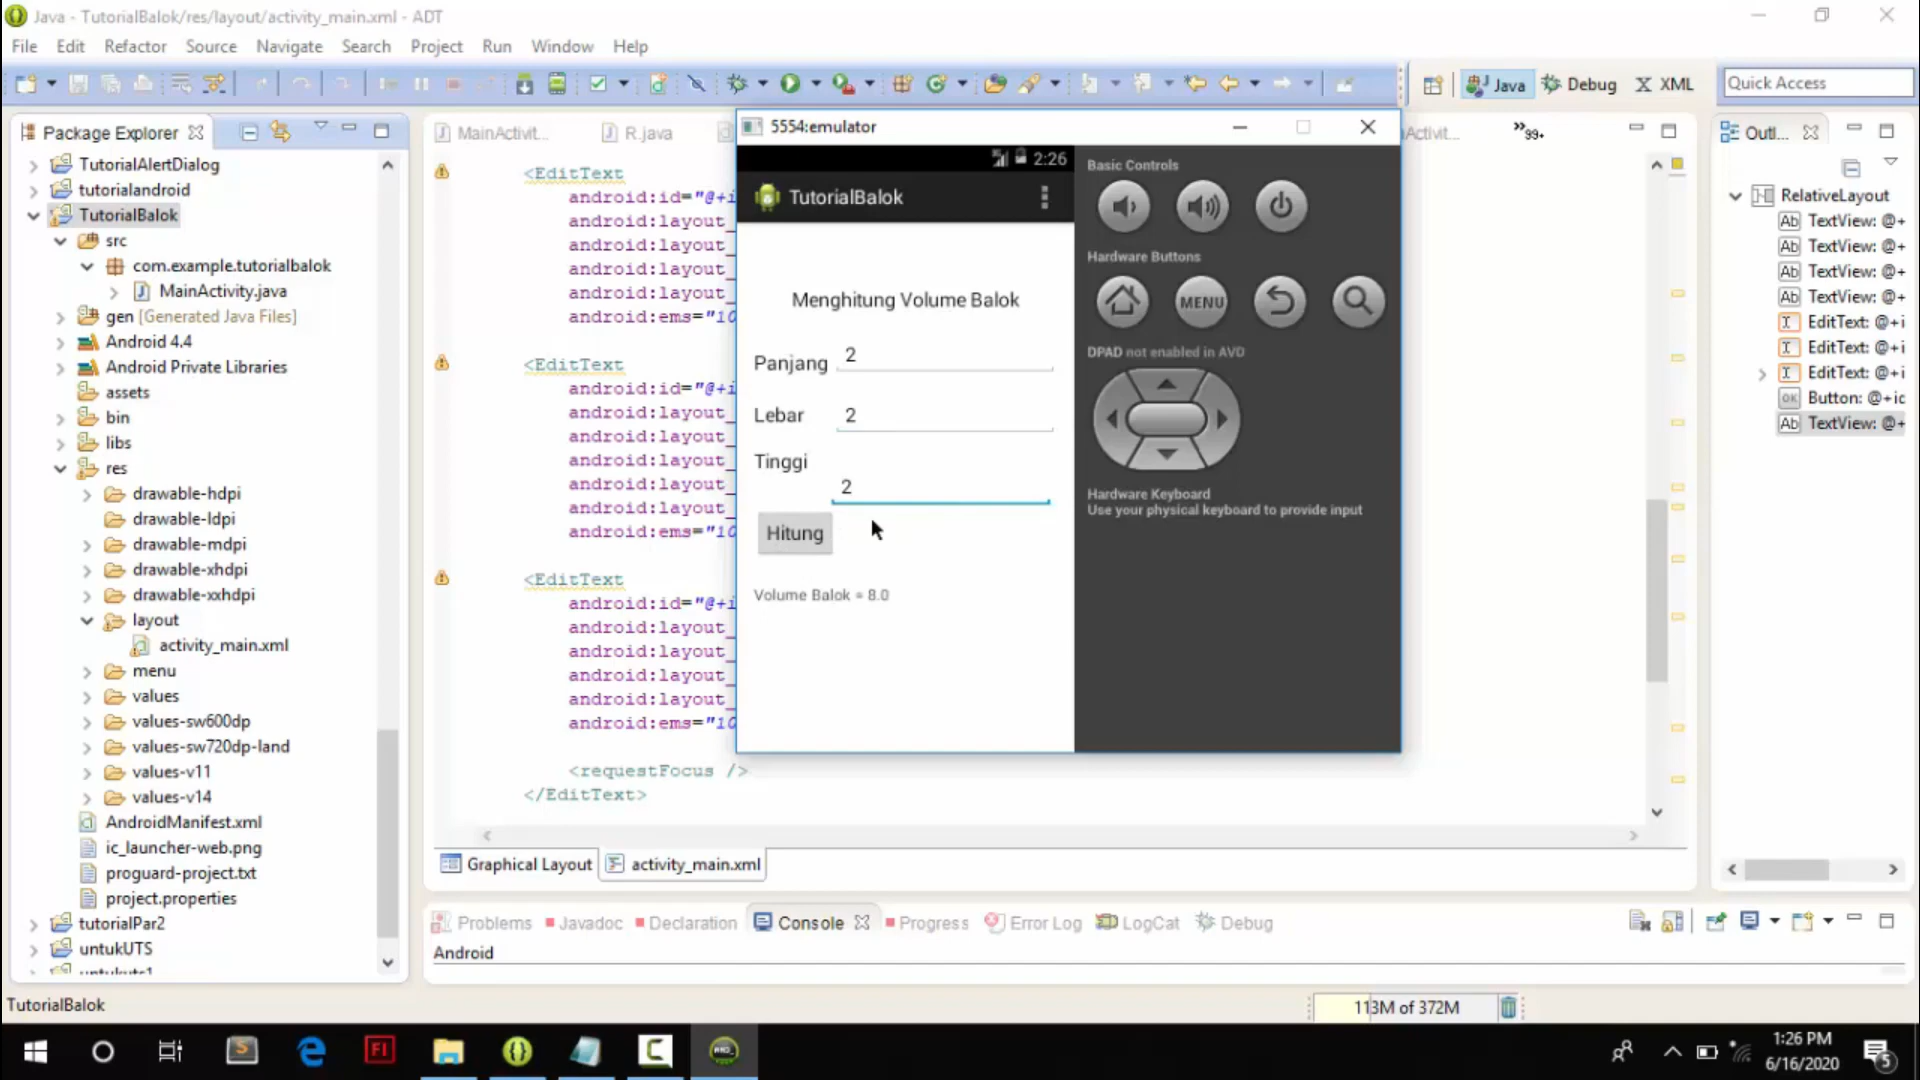 Java - TutorialBalok/res/layout/activity_main.xml - ADT
File Edit Refactor Source Navigate Search Project Run Window Help
Java Debug XML Quick Access
Package Explorer
TutorialAlertDialog
tutorialandroid
TutorialBalok
src
com.example.tutorialbalok
MainActivity.java
gen [Generated Java Files]
Android 4.4
Android Private Libraries
assets
bin
libs
res
drawable-hdpi
drawable-ldpi
drawable-mdpi
drawable-xhdpi
drawable-xxhdpi
layout
activity_main.xml
menu
values
values-sw600dp
values-sw720dp-land
values-v11
values-v14
AndroidManifest.xml
ic_launcher-web.png
proguard-project.txt
project.properties
tutorialPar2
untukUTS
untukuts1
MainActivit... R.java Activit... »99+
<EditText
android:id="@+i
android:layout_
android:layout_
android:layout_
android:layout_
android:ems="10
<EditText
android:id="@+i
android:layout_
android:layout_
android:layout_
android:layout_
android:layout_
android:ems="10
<EditText
android:id="@+i
android:layout_
android:layout_
android:layout_
android:layout_
android:ems="10
<requestFocus />
</EditText>
5554:emulator
2:26
TutorialBalok
Menghitung Volume Balok
Panjang 2
Lebar 2
Tinggi
2
Hitung
Volume Balok = 8.0
Basic Controls
Hardware Buttons
MENU
DPAD not enabled in AVD
Hardware Keyboard
Use your physical keyboard to provide input
Outl...
RelativeLayout
Ab TextView: @+
Ab TextView: @+
Ab TextView: @+
Ab TextView: @+
I EditText: @+i
I EditText: @+i
I EditText: @+i
OK Button: @+ic
Ab TextView: @+
Graphical Layout activity_main.xml
Problems Javadoc Declaration Console Progress Error Log LogCat Debug
Android
TutorialBalok
113M of 372M
1:26 PM
6/16/2020
5